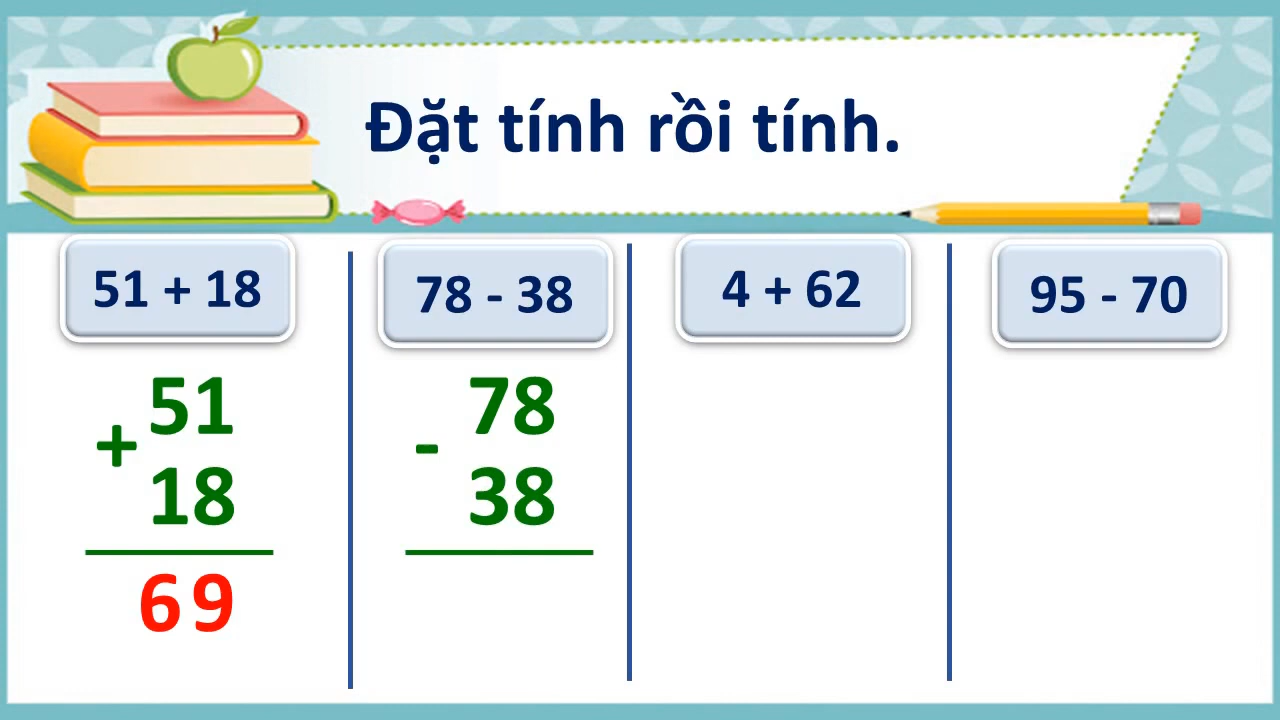 Đặt tính rồi tính.
51 + 18
78 - 38
4 + 62
95 - 70
51
+
18
69
78
-
38